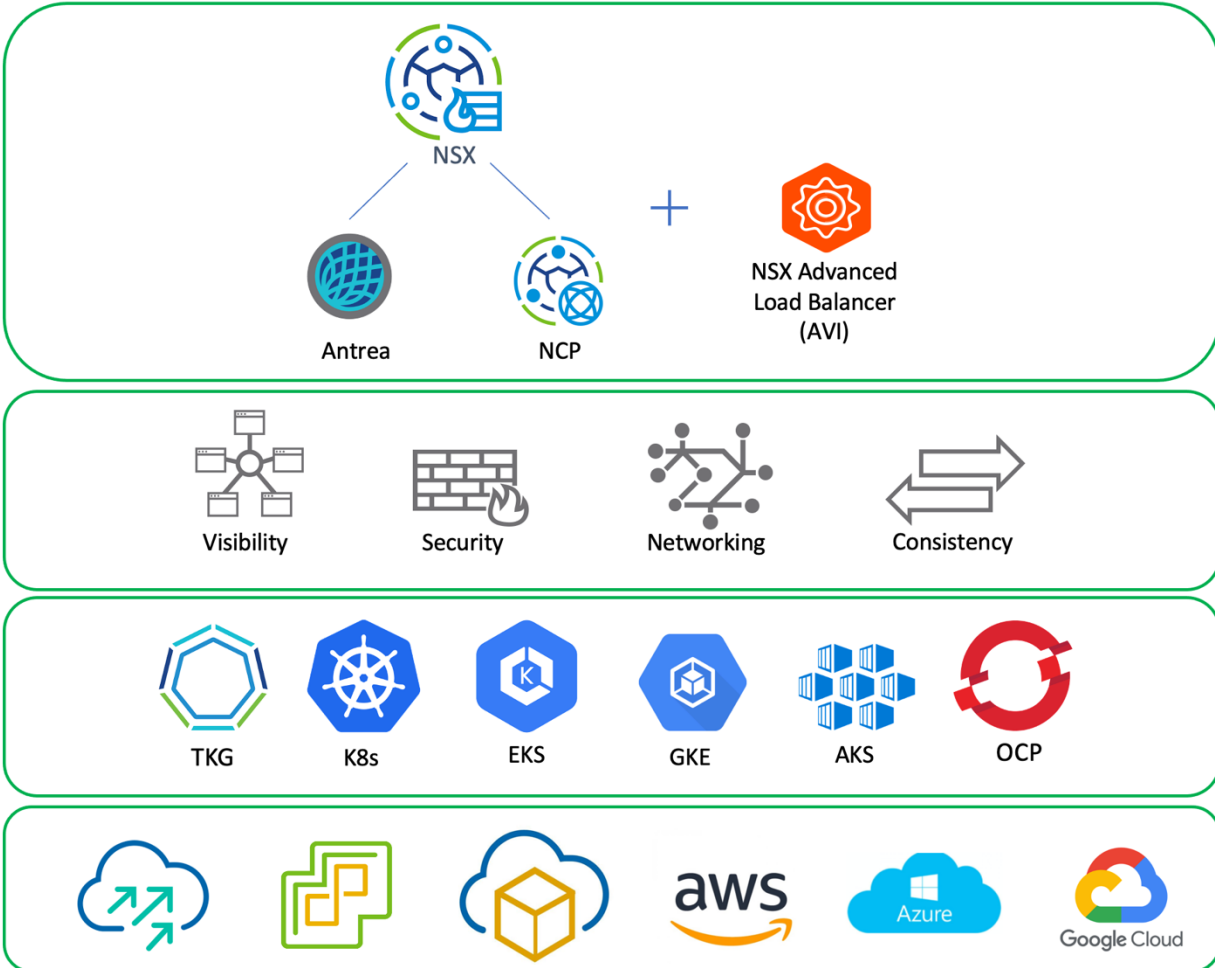 NSX
Antrea
NCP
NSX Advanced
Load Balancer
(AVI)
Visibility
Security
Networking
Consistency
K
TKG
K8s
EKS
GKE
AKS
OCP
aws
Azure
Google Cloud